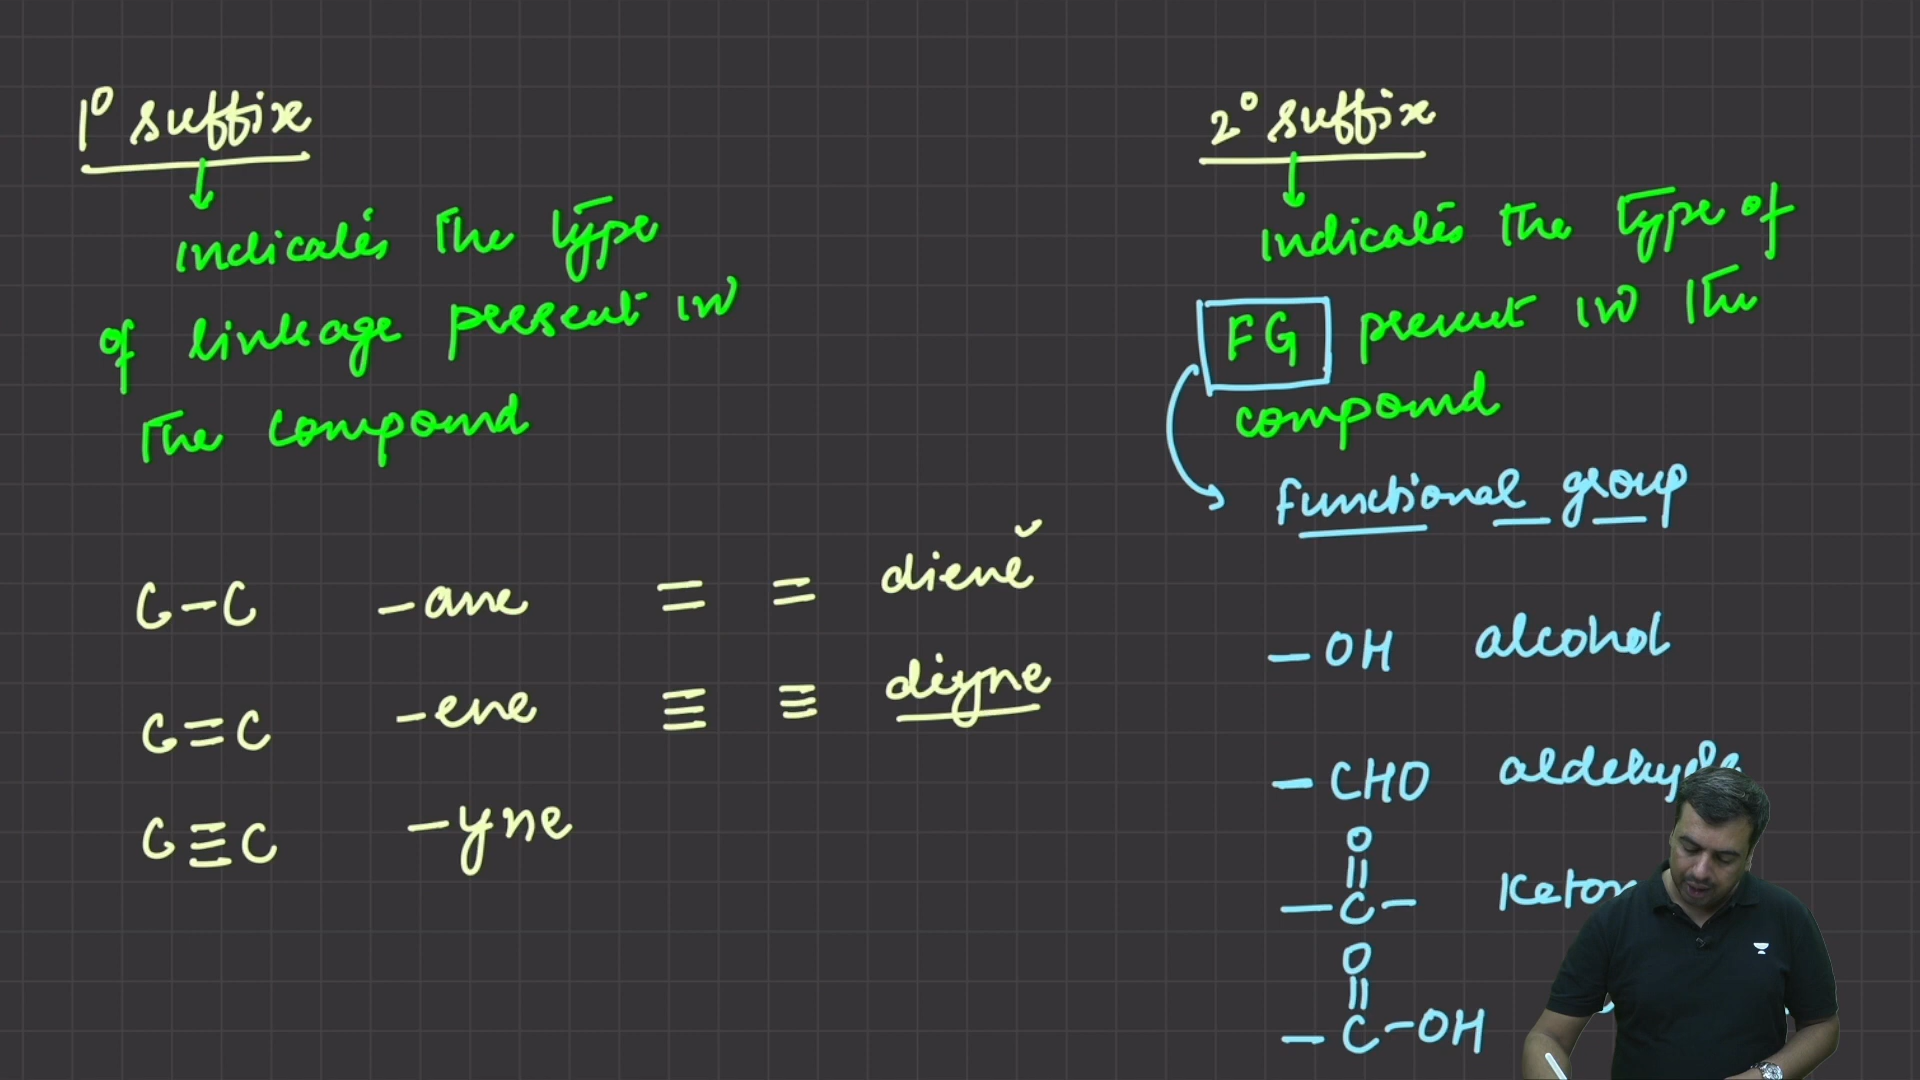 1° suffix
indicates the type
of linkage present in
the compound
C-C -ane = = diene
C=C -ene ≡ ≡ diyne
C≡C -yne
2° suffix
indicates the type of
FG present in the
compound
functional group
-OH alcohol
-CHO aldehyde
O
||
-C-
O
||
-C-OH